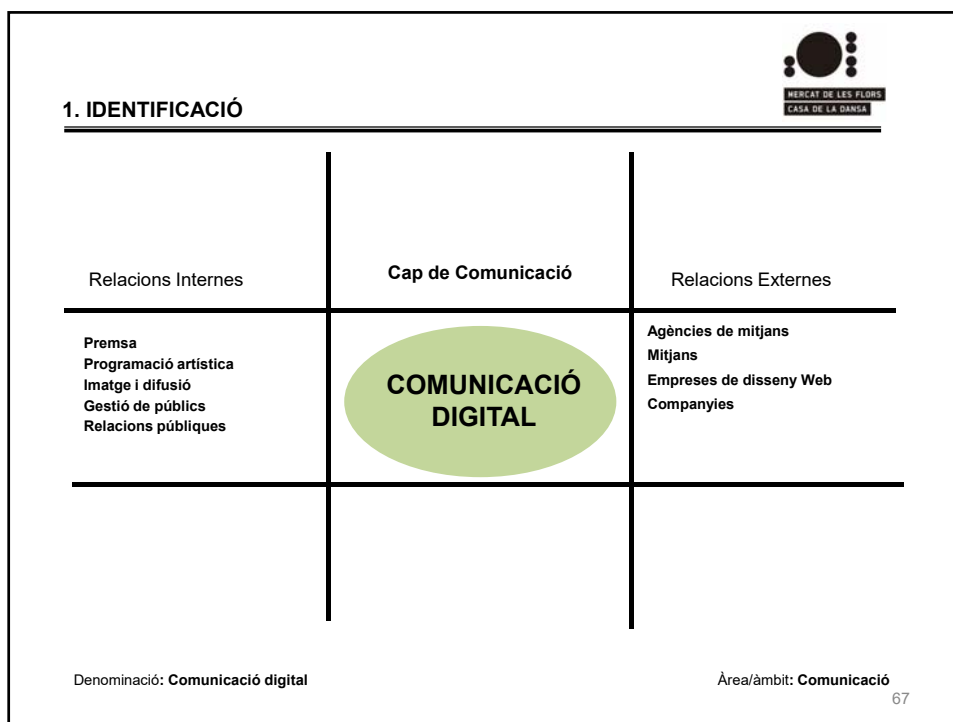 MERCAT DE LES FLORS
CASA DE LA DANSA
1. IDENTIFICACIÓ
Relacions Internes
Cap de Comunicació
Relacions Externes
Premsa
Programació artística
Imatge i difusió
Gestió de públics
Relacions públiques
COMUNICACIÓ
DIGITAL
Agències de mitjans
Mitjans
Empreses de disseny Web
Companyies
Denominació: Comunicació digital
Àrea/àmbit: Comunicació
67